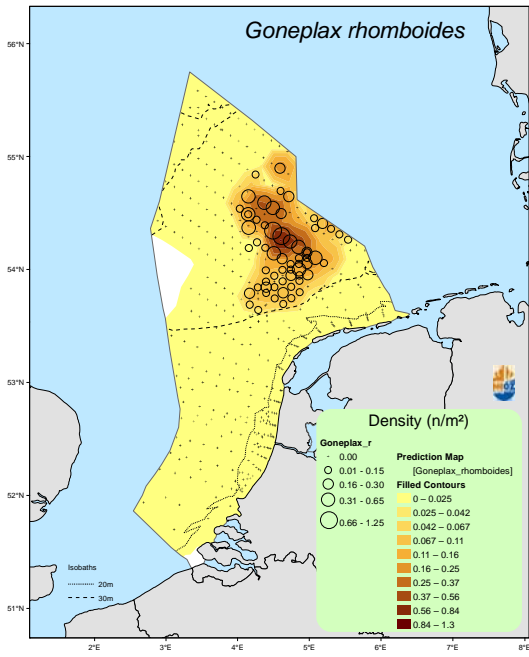 Goneplax rhomboides
56°N
55°N
54°N
53°N
52°N
51°N
2°E
3°E
4°E
5°E
6°E
7°E
8°E
Isobaths
20m
30m
Density (n/m²)
Goneplax_r
0.00
0.01 - 0.15
0.16 - 0.30
0.31 - 0.65
0.66 - 1.25
Prediction Map
[Goneplax_rhomboides]
Filled Contours
0 – 0.025
0.025 – 0.042
0.042 – 0.067
0.067 – 0.11
0.11 – 0.16
0.16 – 0.25
0.25 – 0.37
0.37 – 0.56
0.56 – 0.84
0.84 – 1.3